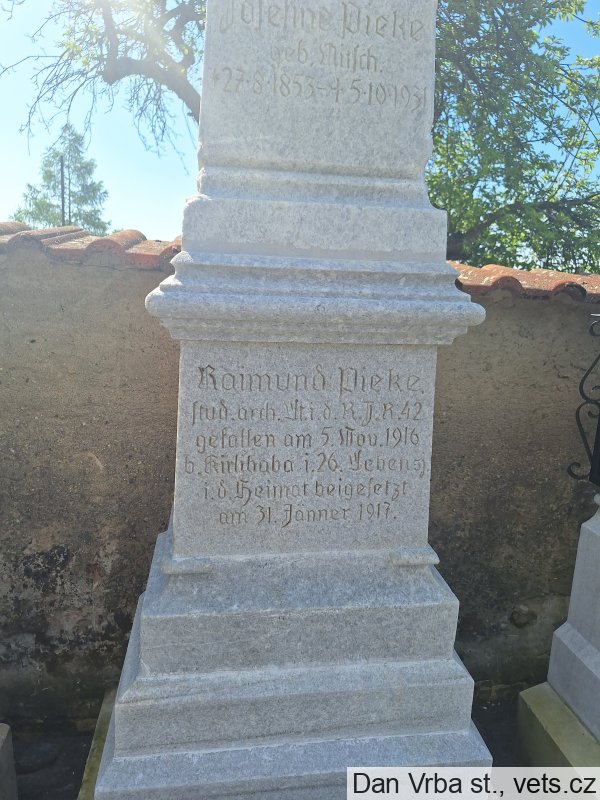 Josefine Pieke
geb. Nitsch.
*27·8·1853-+5·10·1931
Raimund Pieke
stud. arch. Lt. i. d. R. J. R. 42
gefallen am 5. Nov. 1916
b. Kirlibaba i. 26. Lebensj.
i. d. Heimat beigesetzt
am 31. Jänner 1917.
Dan Vrba st., vets.cz